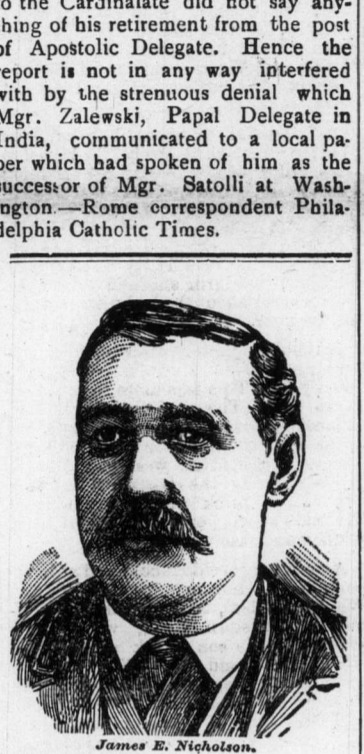 to the Cardinalate did not say any-
hing of his retirement from the post
of Apostolic Delegate. Hence the
report is not in any way interfered
with by the strenuous denial which
Mgr. Zalewski, Papal Delegate in
India, communicated to a local pa-
per which had spoken of him as the
successor of Mgr. Satolli at Wash-
ngton.—Rome correspondent Phila-
delphia Catholic Times.
James E. Nicholson.